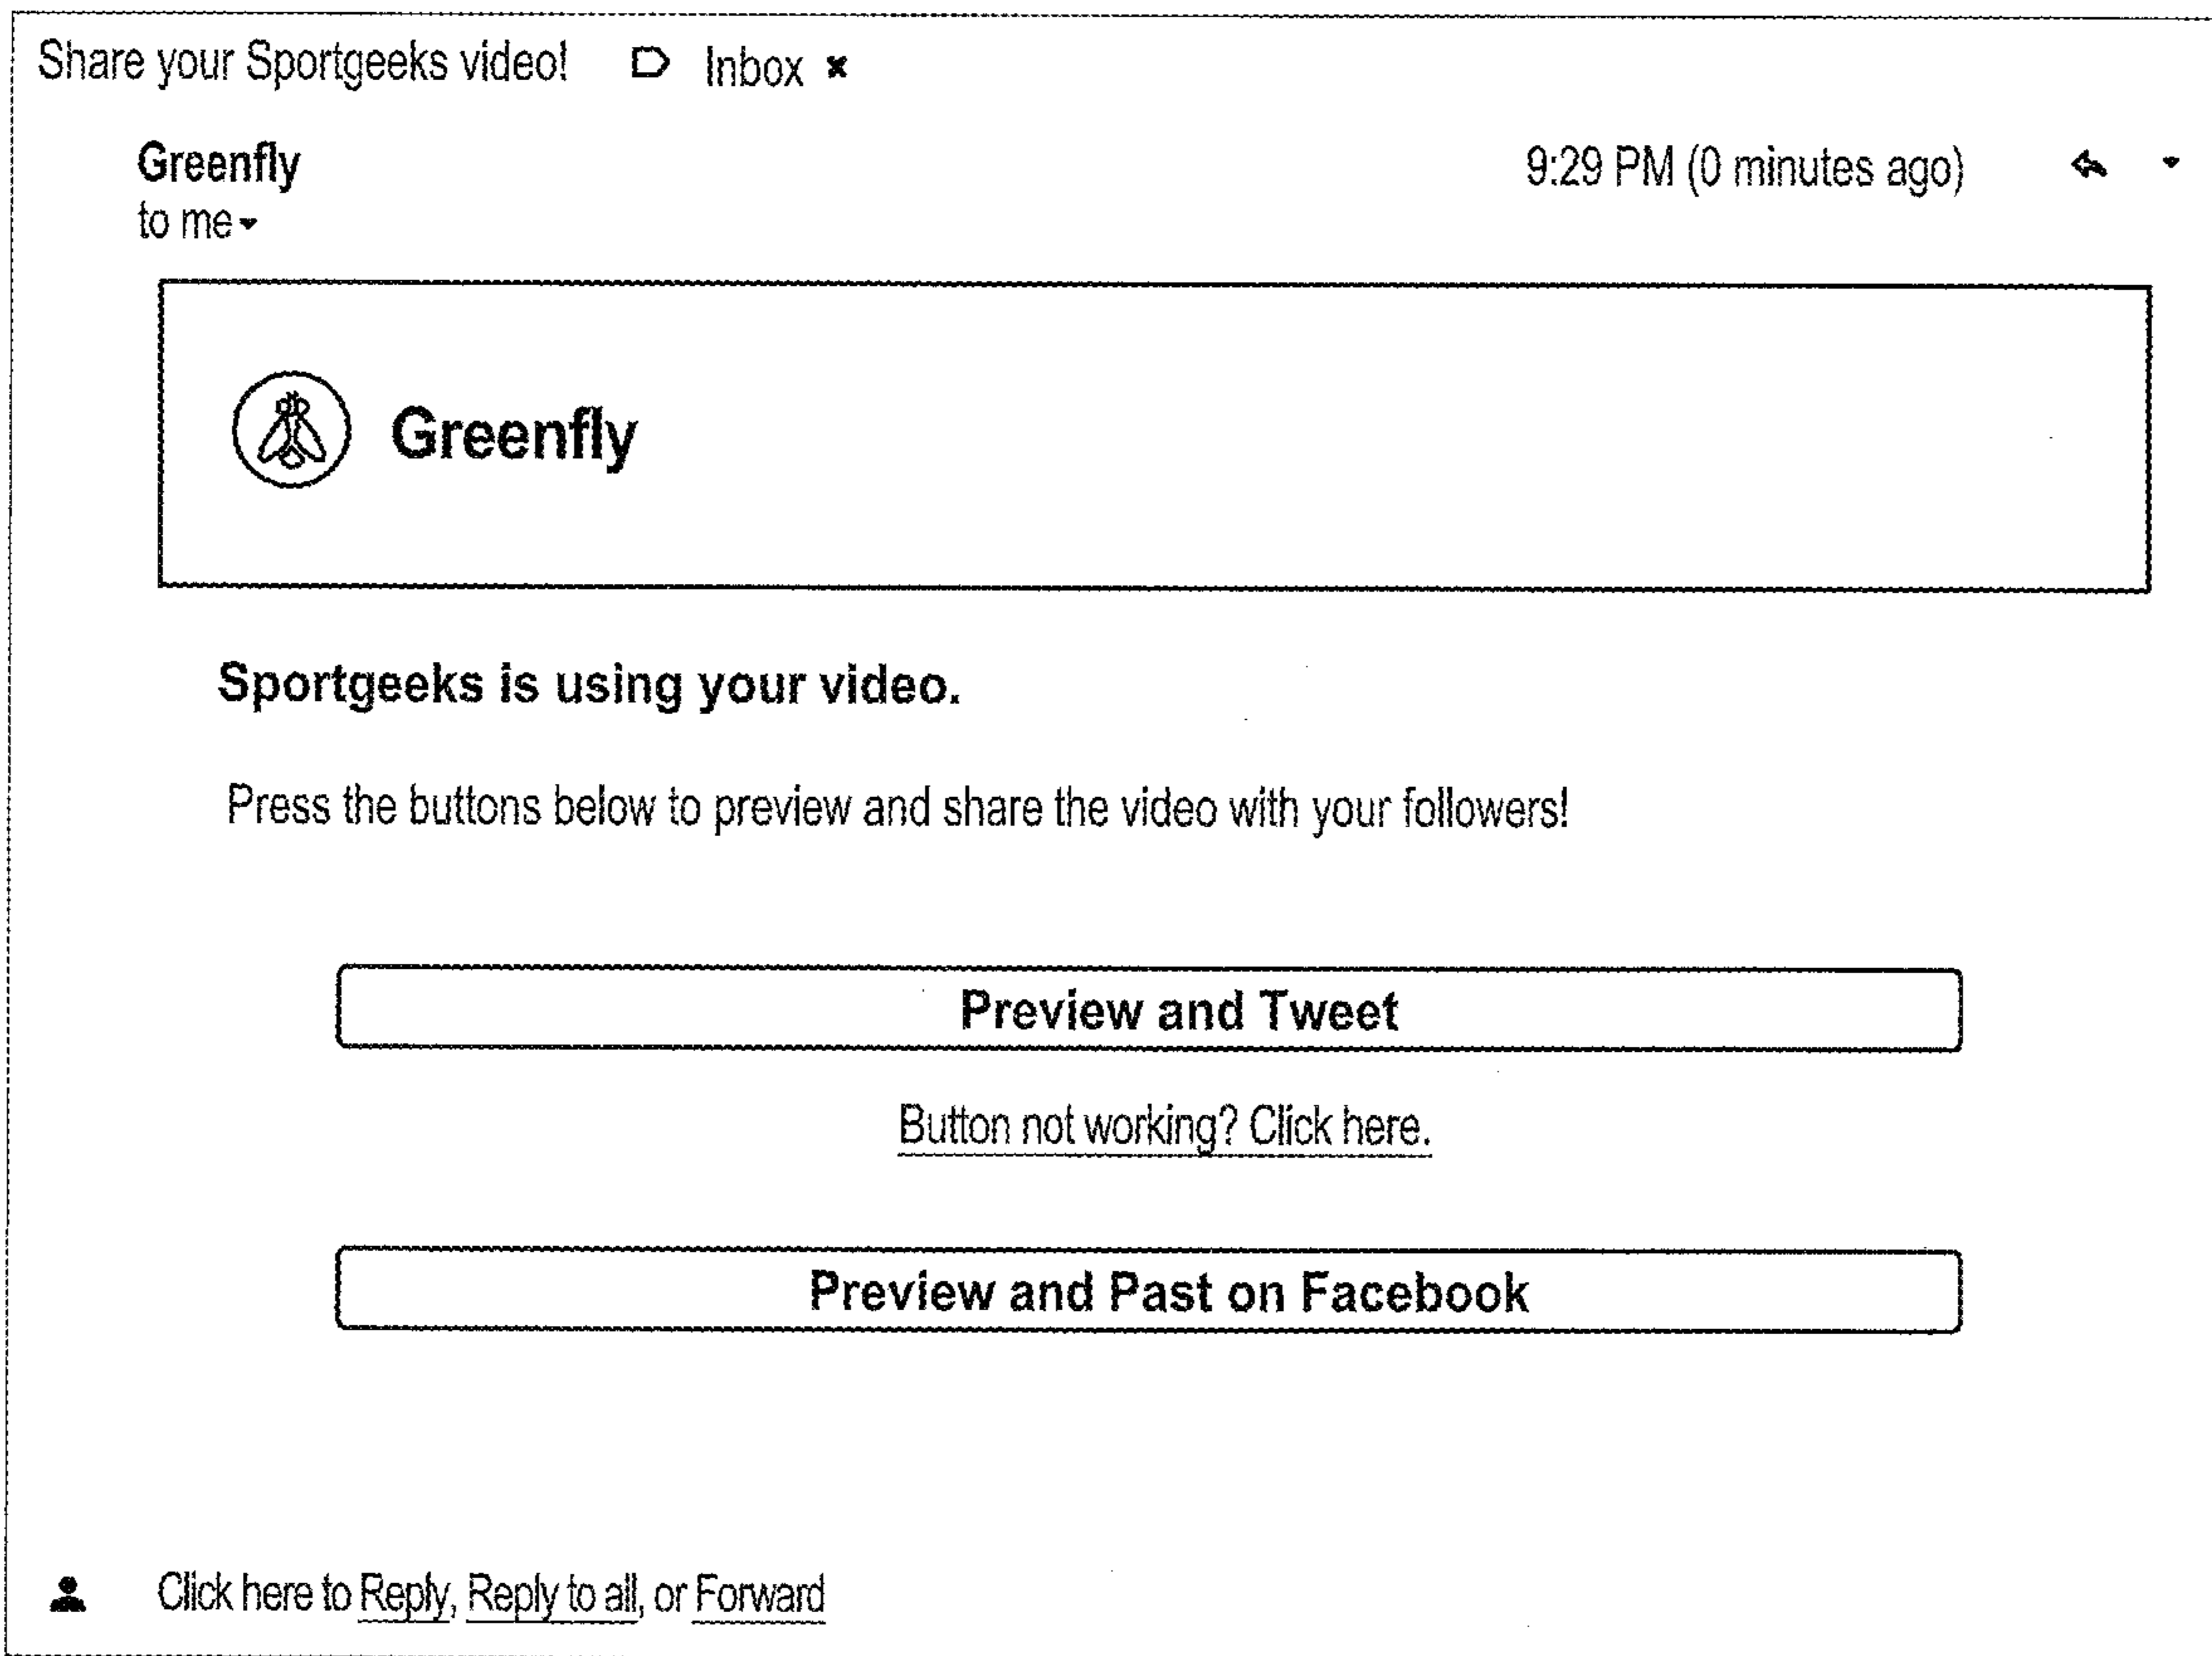 Share your Sportgeeks video! Inbox ×
Greenfly 9:29 PM (0 minutes ago)
to me
Greenfly
Sportgeeks is using your video.
Press the buttons below to preview and share the video with your followers!
Preview and Tweet
Button not working? Click here.
Preview and Past on Facebook
Click here to Reply, Reply to all, or Forward